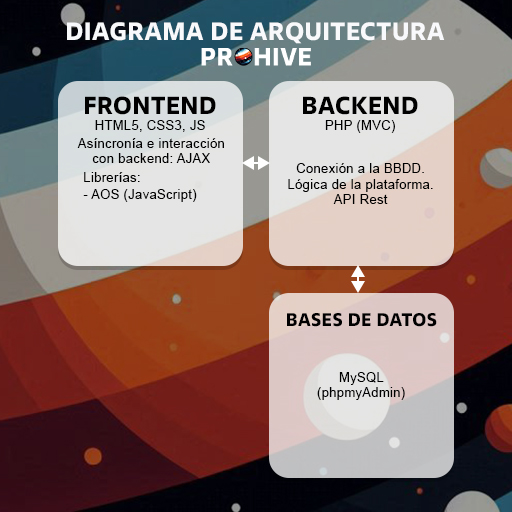 DIAGRAMA DE ARQUITECTURA
PROHIVE
FRONTEND
HTML5, CSS3, JS
Asíncronía e interacción
con backend: AJAX
Librerías:
- AOS (JavaScript)
BACKEND
PHP (MVC)
Conexión a la BBDD.
Lógica de la plataforma.
API Rest
BASES DE DATOS
MySQL
(phpmyAdmin)